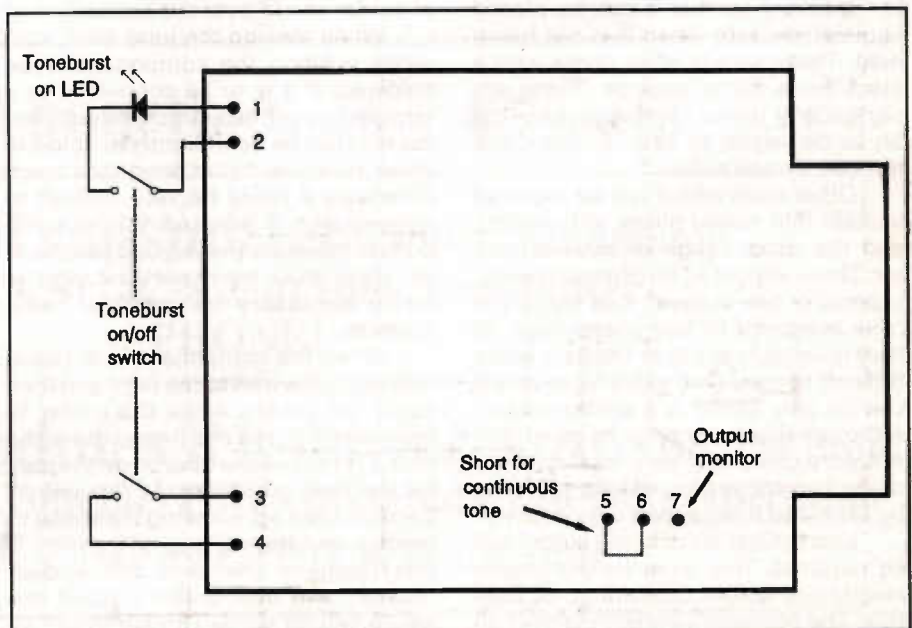 Toneburst
on LED
1
2
Toneburst
on/off
switch
3
4
Short for
continuous
tone
5 6 7
Output
monitor